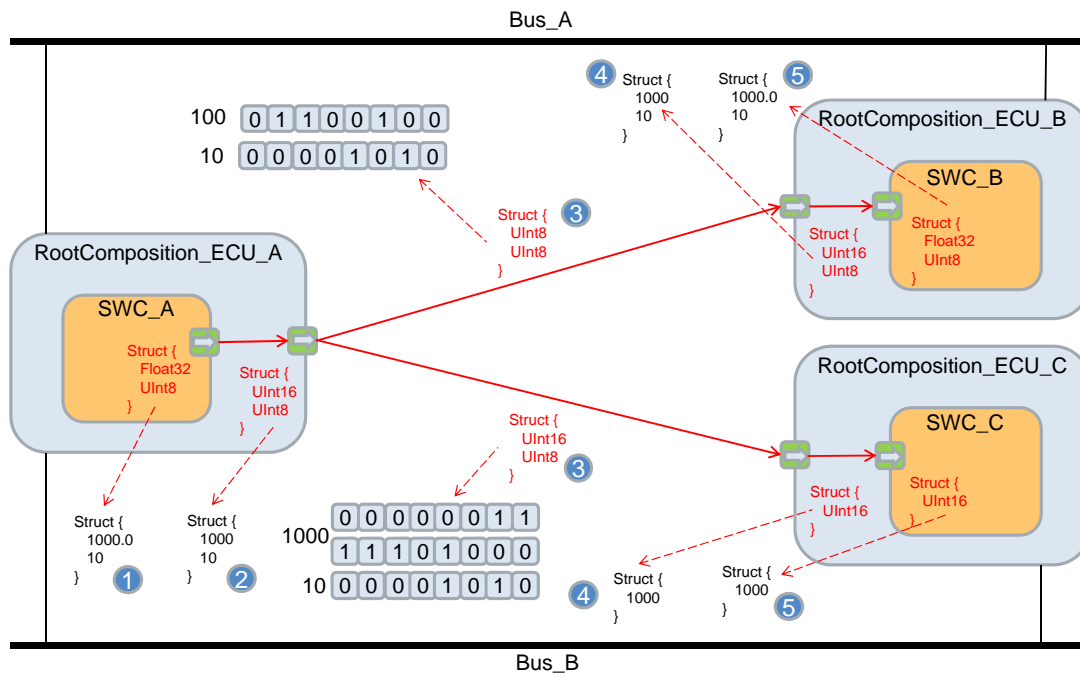 Bus_A
4
Struct {
1000
10
}
Struct {
1000.0
10
}
5
100
0 1 1 0 0 1 0 0
10
0 0 0 0 1 0 1 0
RootComposition_ECU_B
SWC_B
Struct {
Float32
UInt8
}
Struct {
UInt16
UInt8
}
3
Struct {
UInt8
UInt8
}
RootComposition_ECU_A
SWC_A
Struct {
Float32
UInt8
}
Struct {
UInt16
UInt8
}
RootComposition_ECU_C
SWC_C
Struct {
UInt16
}
Struct {
UInt16
}
Struct {
UInt16
UInt8
}
3
Struct {
1000.0
10
}
1
Struct {
1000
10
}
2
1000
0 0 0 0 0 0 1 1
1 1 1 0 1 0 0 0
10
0 0 0 0 1 0 1 0
4
Struct {
1000
}
Struct {
1000
}
5
Bus_B